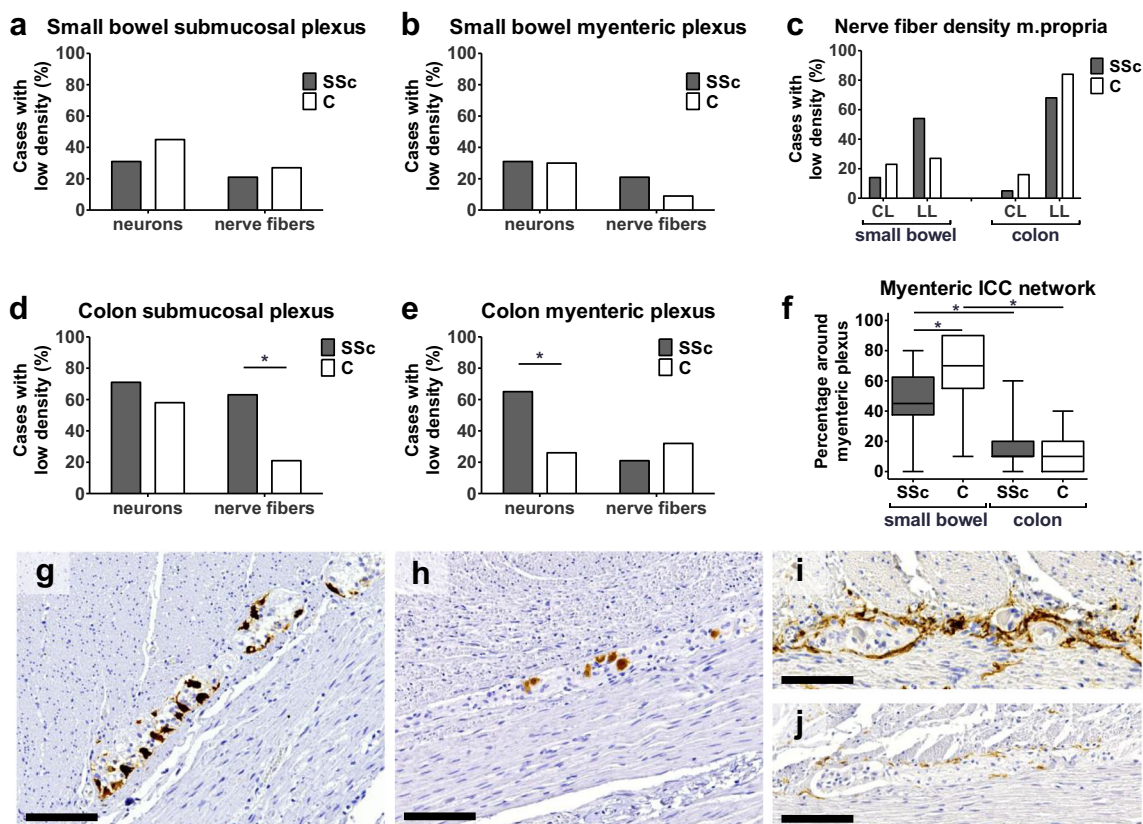 a Small bowel submucosal plexus
Cases with
low density (%)
100
80
60
40
20
0
SSc
C
neurons nerve fibers
b Small bowel myenteric plexus
Cases with
low density (%)
100
80
60
40
20
0
SSc
C
neurons nerve fibers
c Nerve fiber density m.propria
Cases with
low density (%)
100
80
60
40
20
0
SSc
C
CL LL CL LL
small bowel colon
d Colon submucosal plexus
Cases with
low density (%)
100
80
60
40
20
0
SSc
C
*
neurons nerve fibers
e Colon myenteric plexus
Cases with
low density (%)
100
80
60
40
20
0
SSc
C
*
neurons nerve fibers
f Myenteric ICC network
Percentage around
myenteric plexus
100
80
60
40
20
0
* *
*
SSc C SSc C
small bowel colon
g
h
i
j